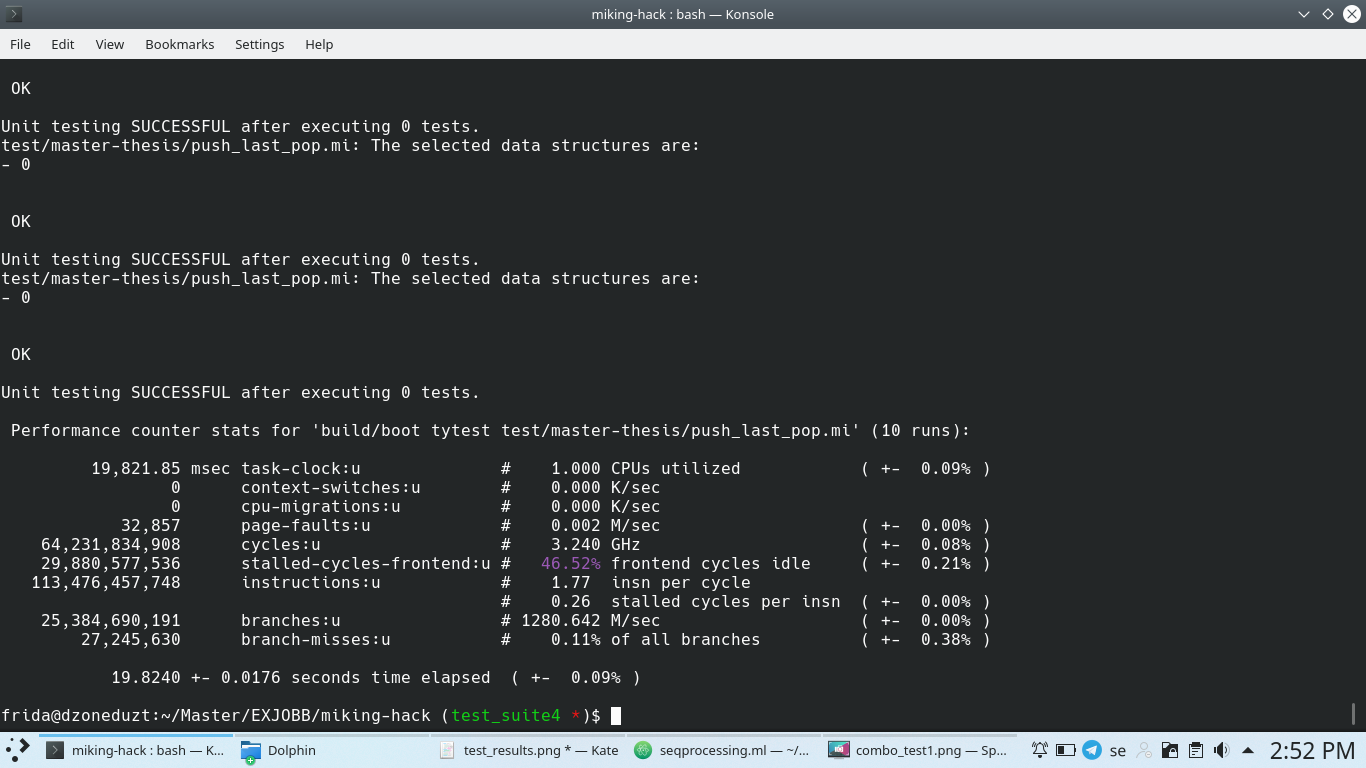 miking-hack : bash — Konsole
File Edit View Bookmarks Settings Help
OK
Unit testing SUCCESSFUL after executing 0 tests.
test/master-thesis/push_last_pop.mi: The selected data structures are:
- 0
OK
Unit testing SUCCESSFUL after executing 0 tests.
test/master-thesis/push_last_pop.mi: The selected data structures are:
- 0
OK
Unit testing SUCCESSFUL after executing 0 tests.
Performance counter stats for 'build/boot tytest test/master-thesis/push_last_pop.mi' (10 runs):
19,821.85 msec task-clock:u # 1.000 CPUs utilized ( +- 0.09% )
0 context-switches:u # 0.000 K/sec
0 cpu-migrations:u # 0.000 K/sec
32,857 page-faults:u # 0.002 M/sec ( +- 0.00% )
64,231,834,908 cycles:u # 3.240 GHz ( +- 0.08% )
29,880,577,536 stalled-cycles-frontend:u # 46.52% frontend cycles idle ( +- 0.21% )
113,476,457,748 instructions:u # 1.77 insn per cycle
# 0.26 stalled cycles per insn ( +- 0.00% )
25,384,690,191 branches:u # 1280.642 M/sec ( +- 0.00% )
27,245,630 branch-misses:u # 0.11% of all branches ( +- 0.38% )
19.8240 +- 0.0176 seconds time elapsed ( +- 0.09% )
frida@dzoneduzt:~/Master/EXJOBB/miking-hack (test_suite4 *)$
miking-hack : bash — K... Dolphin test_results.png * — Kate seqprocessing.ml — ~/... combo_test1.png — Sp... se 2:52 PM